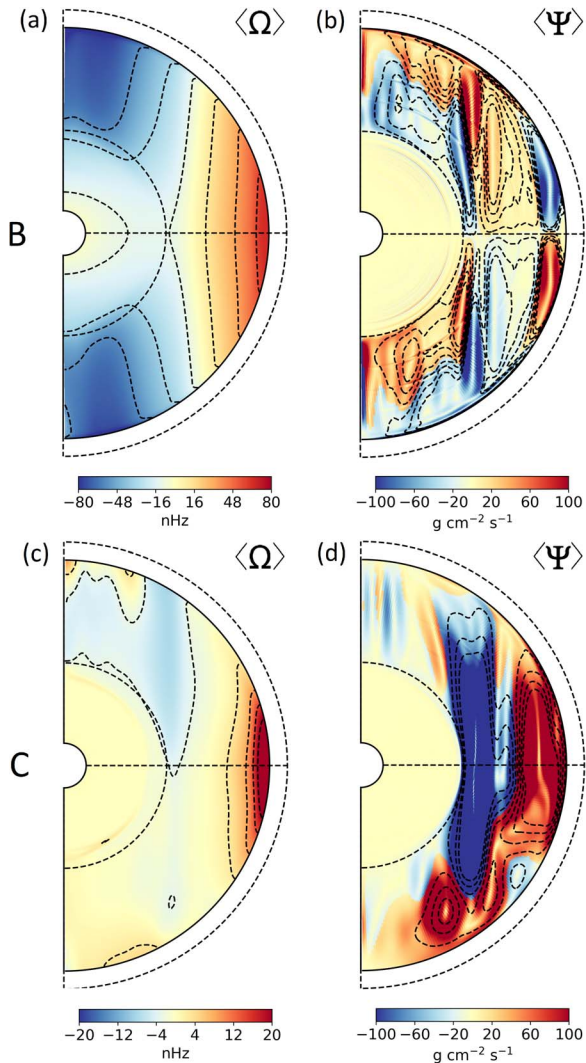 (a) ⟨Ω⟩ (b) ⟨Ψ⟩
B
−80 −48 −16 16 48 80 −100 −60 −20 20 60 100
nHz g cm⁻² s⁻¹
(c) ⟨Ω⟩ (d) ⟨Ψ⟩
C
−20 −12 −4 4 12 20 −100 −60 −20 20 60 100
nHz g cm⁻² s⁻¹